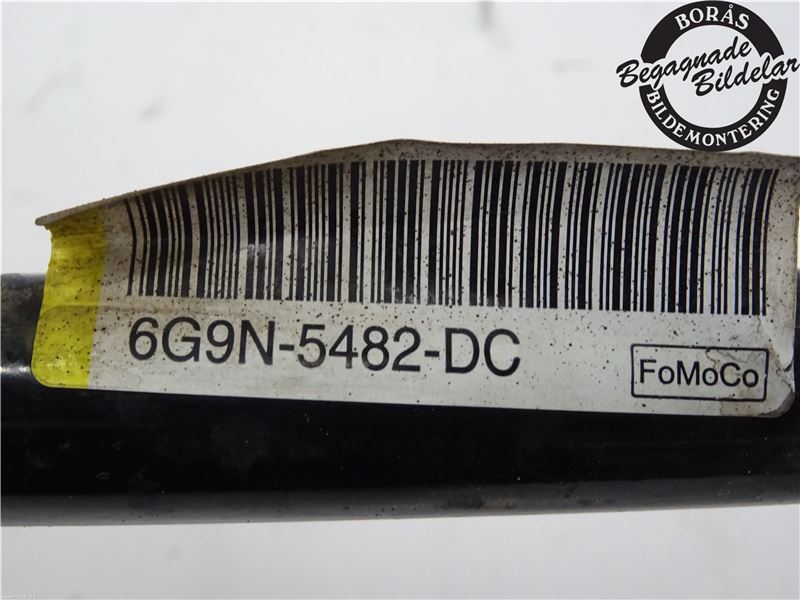 BORÅS
Begagnade
Bildelar
BILDEMONTERING
6G9N-5482-DC
FoMoCo